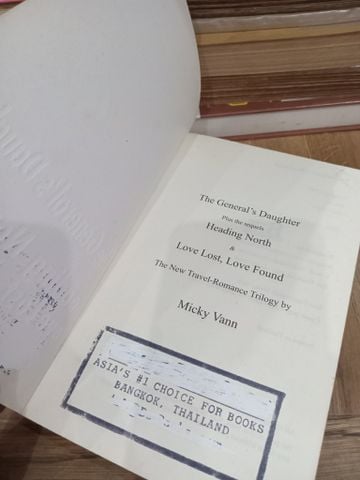 The General's Daughter
Plus the sequels
Heading North
&
Love Lost, Love Found
The New Travel-Romance Trilogy by
Micky Vann
ASIA'S #1 CHOICE FOR BOOKS
BANGKOK, THAILAND